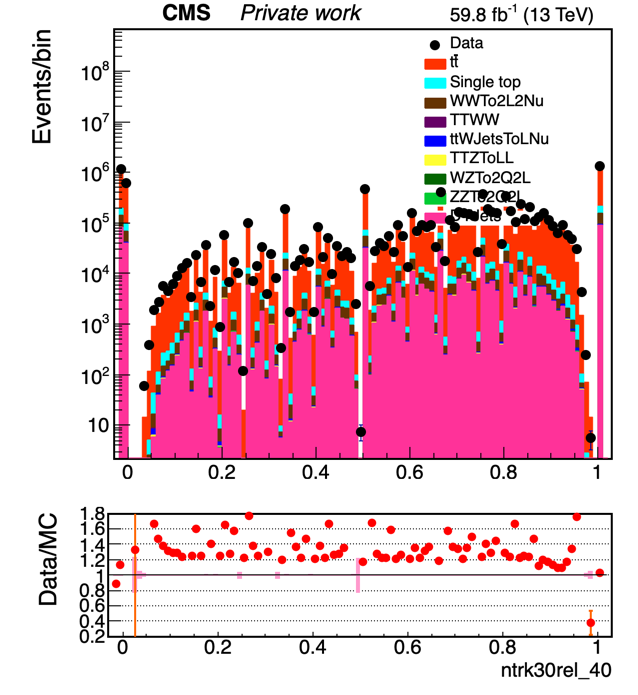 CMS Private work 59.8 fb⁻¹ (13 TeV)
Events/bin
10⁸
10⁷
10⁶
10⁵
10⁴
10³
10²
10
Data
tt̄
Single top
WWTo2L2Nu
TTWW
ttWJetsToLNu
TTZToLL
WZTo2Q2L
ZZTo2Q2L
0 0.2 0.4 0.6 0.8 1
Data/MC
1.8
1.6
1.4
1.2
1
0.8
0.6
0.4
0.2
0 0.2 0.4 0.6 0.8 1
ntrk30rel_40